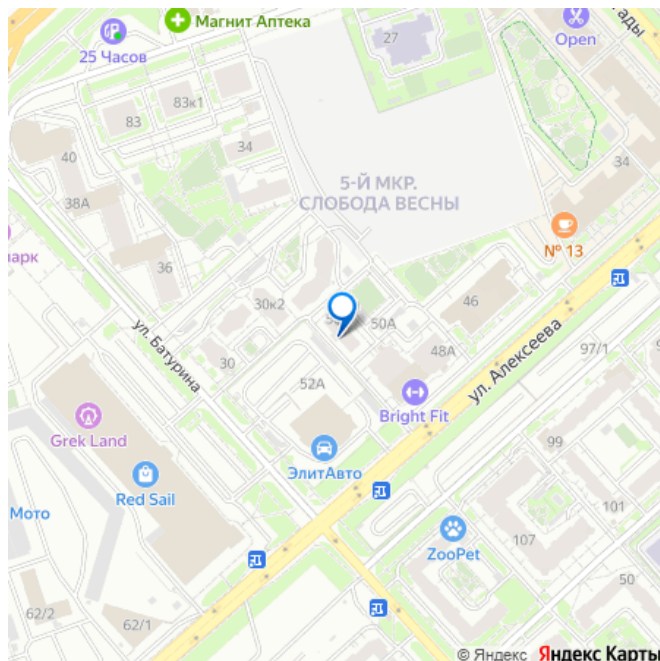 Магнит Аптека
25 Часов
27
Open
83к1
83
34
40
34
5-Й МКР.
СЛОБОДА ВЕСНЫ
38А
№ 13
36
парк
30к2
46
50А
ул. Батурина
ул. Алексеева
48А
97/1
30
52А
Bright Fit
Grek Land
99
ЭлитАвто
Red Sail
101
Мото
ZooPet
107
50
62/2
62/1
© Яндекс Яндекс Карты